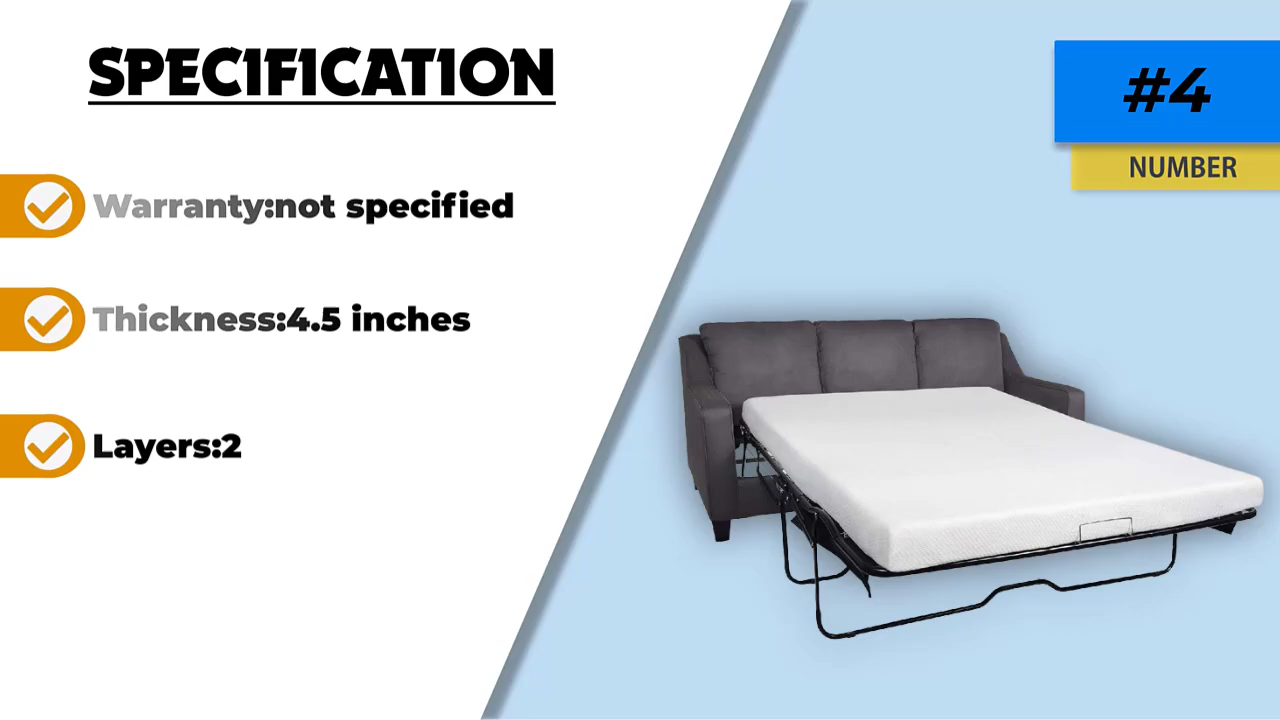 SPECIFICATION
#4
NUMBER
Warranty:not specified
Thickness:4.5 inches
Layers:2